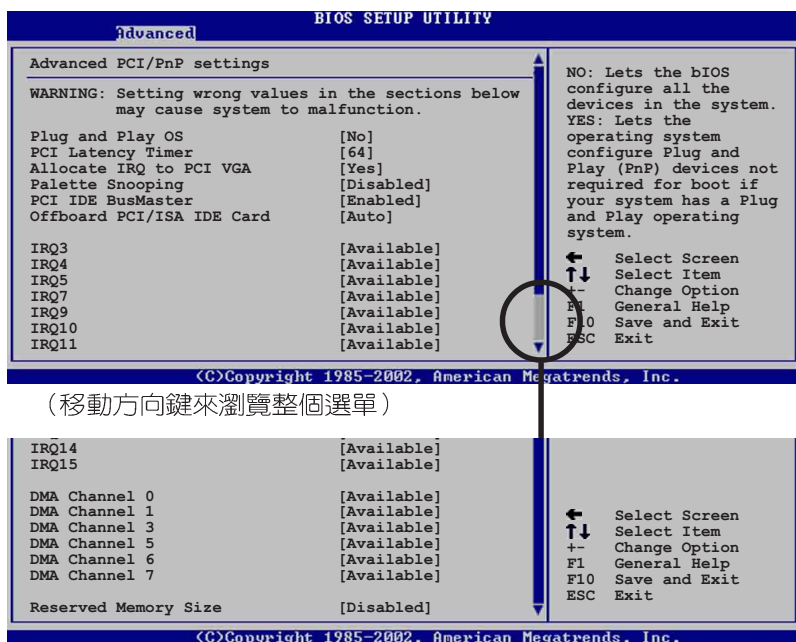 BIOS SETUP UTILITY
Advanced
Advanced PCI/PnP settings
WARNING: Setting wrong values in the sections below
may cause system to malfunction.
Plug and Play OS [No]
PCI Latency Timer [64]
Allocate IRQ to PCI VGA [Yes]
Palette Snooping [Disabled]
PCI IDE BusMaster [Enabled]
Offboard PCI/ISA IDE Card [Auto]
IRQ3 [Available]
IRQ4 [Available]
IRQ5 [Available]
IRQ7 [Available]
IRQ9 [Available]
IRQ10 [Available]
IRQ11 [Available]
NO: Lets the bIOS
configure all the
devices in the system.
YES: Lets the
operating system
configure Plug and
Play (PnP) devices not
required for boot if
your system has a Plug
and Play operating
system.
← Select Screen
↑↓ Select Item
+- Change Option
F1 General Help
F10 Save and Exit
ESC Exit
(C)Copyright 1985-2002, American Megatrends, Inc.
（移動方向鍵來瀏覽整個選單）
IRQ14 [Available]
IRQ15 [Available]
DMA Channel 0 [Available]
DMA Channel 1 [Available]
DMA Channel 3 [Available]
DMA Channel 5 [Available]
DMA Channel 6 [Available]
DMA Channel 7 [Available]
Reserved Memory Size [Disabled]
← Select Screen
↑↓ Select Item
+- Change Option
F1 General Help
F10 Save and Exit
ESC Exit
(C)Copyright 1985-2002, American Megatrends, Inc.